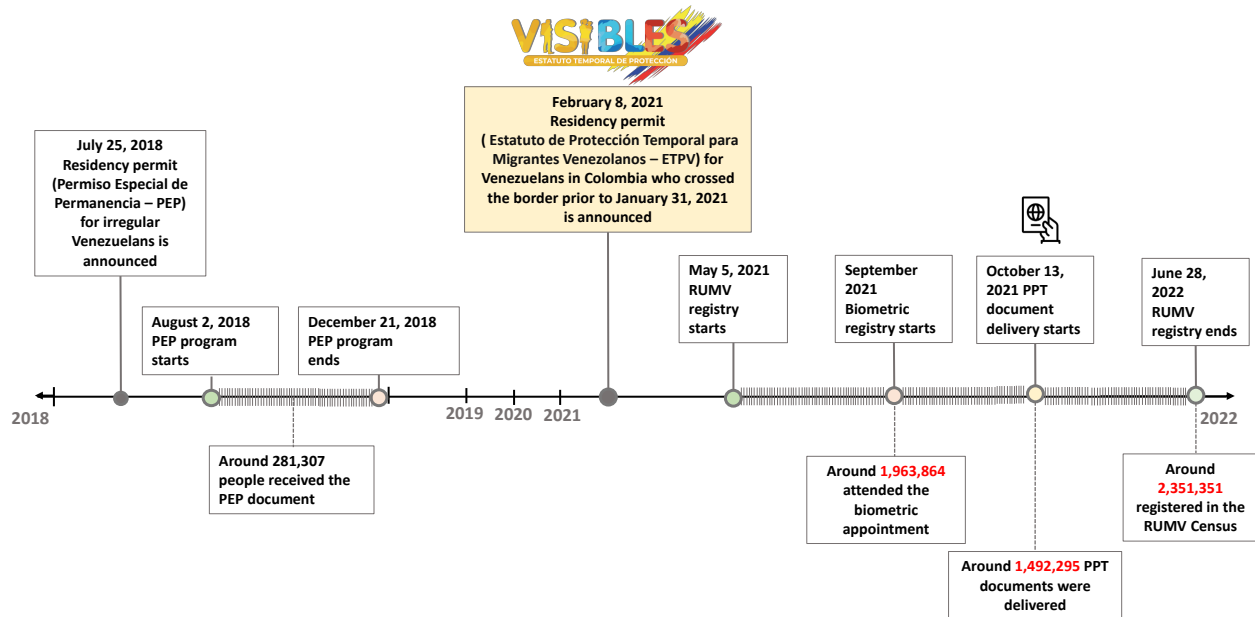 VISIBLES
ESTATUTO TEMPORAL DE PROTECCIÓN
February 8, 2021
Residency permit
( Estatuto de Protección Temporal para
Migrantes Venezolanos – ETPV) for
Venezuelans in Colombia who crossed
the border prior to January 31, 2021
is announced
July 25, 2018
Residency permit
(Permiso Especial de
Permanencia – PEP)
for irregular
Venezuelans is
announced
August 2, 2018
PEP program
starts
December 21, 2018
PEP program
ends
May 5, 2021
RUMV
registry
starts
September
2021
Biometric
registry starts
October 13,
2021 PPT
document
delivery starts
June 28,
2022
RUMV
registry ends
2018
2019
2020
2021
2022
Around 281,307
people received the
PEP document
Around 1,963,864
attended the
biometric
appointment
Around 1,492,295 PPT
documents were
delivered
Around
2,351,351
registered in the
RUMV Census